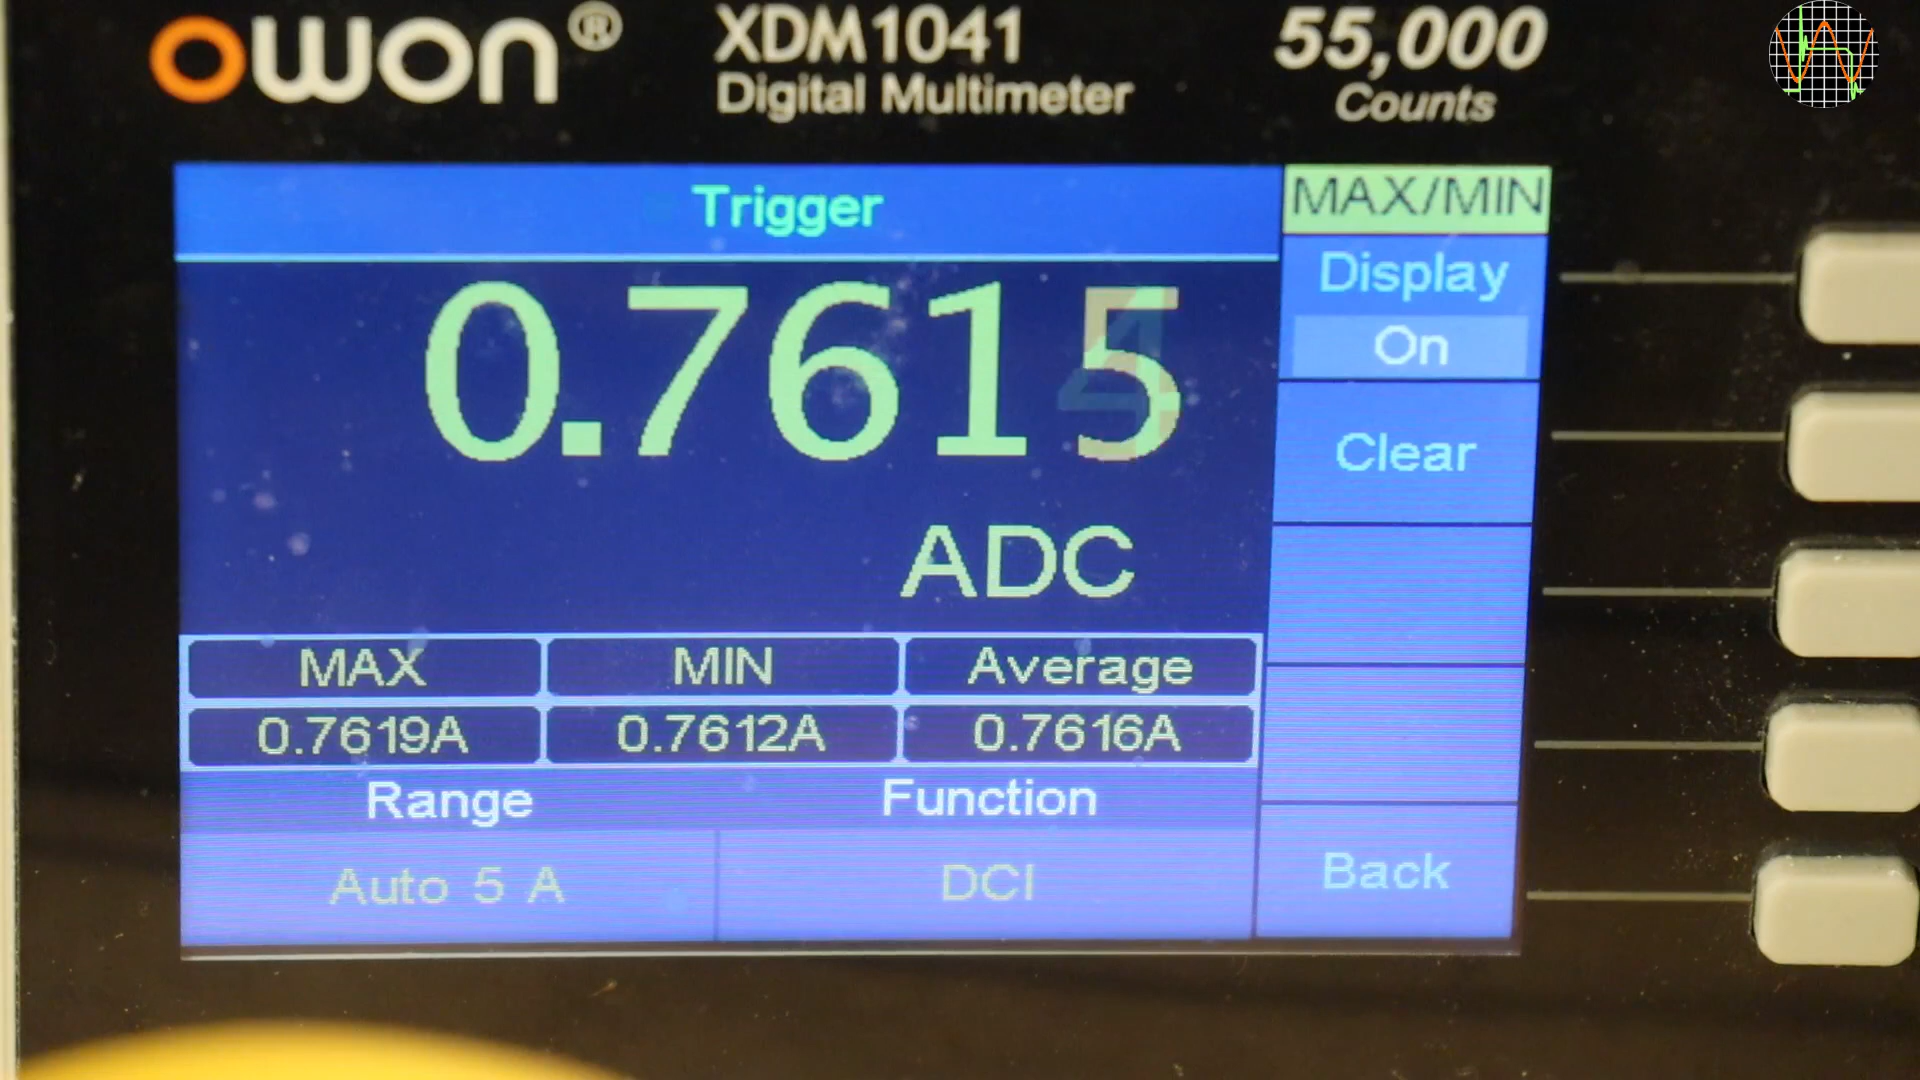 owon® XDM1041 55,000
Digital Multimeter Counts
Trigger MAX/MIN
Display
On
0.7615
Clear
ADC
MAX MIN Average
0.7619A 0.7612A 0.7616A
Range Function
Auto 5 A DCI Back